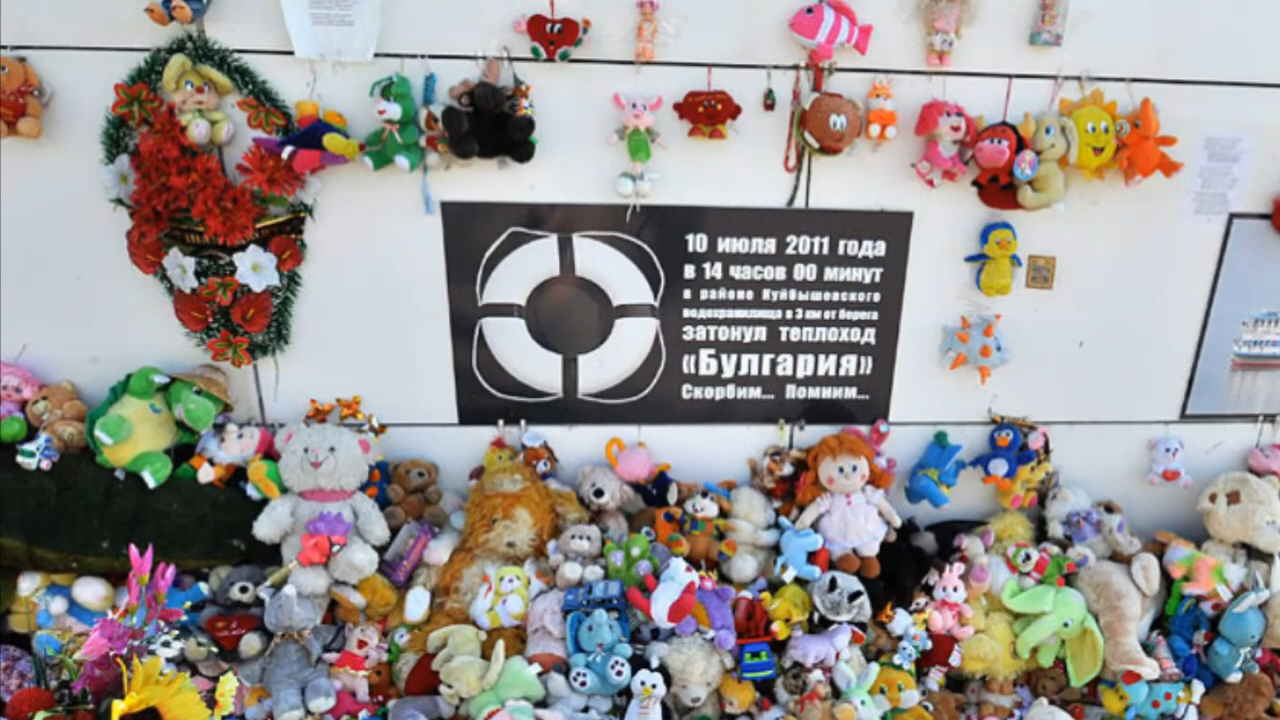 10 июля 2011 года
в 14 часов 00 минут
в районе Куйбышевского
водохранилища в 3 км от берега
затонул теплоход
«Булгария»
Скорбим... Помним...